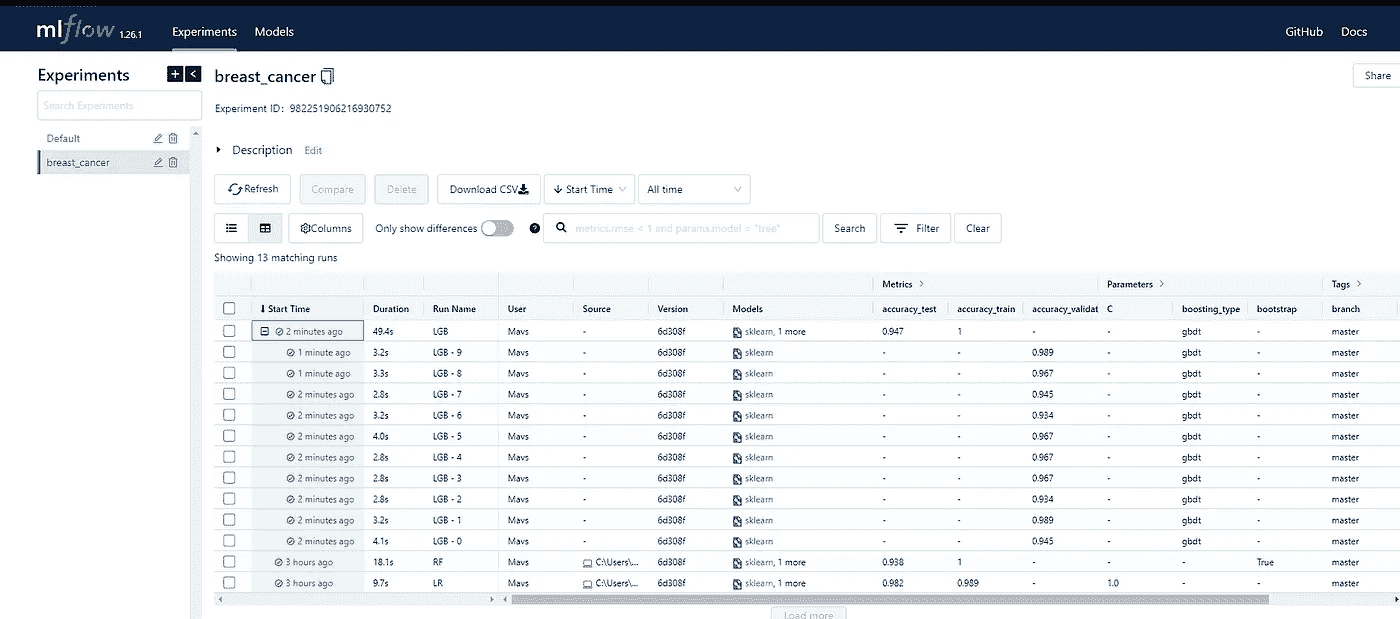 mlflow 1.26.1 Experiments Models GitHub Docs
Experiments + < breast_cancer Share
Search Experiments
Experiment ID: 982251906216930752
Default
breast_cancer
Description Edit
Refresh Compare Delete Download CSV Start Time All time
Columns Only show differences ? metrics.rmse < 1 and params.model = "tree" Search Filter Clear
Showing 13 matching runs
Metrics > Parameters > Tags >
↓ Start Time Duration Run Name User Source Version Models accuracy_test accuracy_train accuracy_validat C boosting_type bootstrap branch
2 minutes ago 49.4s LGB Mavs - 6d308f sklearn, 1 more 0.947 1 - - gbdt - master
1 minute ago 3.2s LGB - 9 Mavs - 6d308f sklearn - - 0.989 - gbdt - master
1 minute ago 3.3s LGB - 8 Mavs - 6d308f sklearn - - 0.967 - gbdt - master
2 minutes ago 2.8s LGB - 7 Mavs - 6d308f sklearn - - 0.945 - gbdt - master
2 minutes ago 3.2s LGB - 6 Mavs - 6d308f sklearn - - 0.934 - gbdt - master
2 minutes ago 4.0s LGB - 5 Mavs - 6d308f sklearn - - 0.967 - gbdt - master
2 minutes ago 2.8s LGB - 4 Mavs - 6d308f sklearn - - 0.967 - gbdt - master
2 minutes ago 2.8s LGB - 3 Mavs - 6d308f sklearn - - 0.967 - gbdt - master
2 minutes ago 2.8s LGB - 2 Mavs - 6d308f sklearn - - 0.934 - gbdt - master
2 minutes ago 3.2s LGB - 1 Mavs - 6d308f sklearn - - 0.989 - gbdt - master
2 minutes ago 4.1s LGB - 0 Mavs - 6d308f sklearn - - 0.945 - gbdt - master
3 hours ago 18.1s RF Mavs C:\Users\... 6d308f sklearn, 1 more 0.938 1 - - - True master
3 hours ago 9.7s LR Mavs C:\Users\... 6d308f sklearn, 1 more 0.982 0.989 - 1.0 - - master
Load more